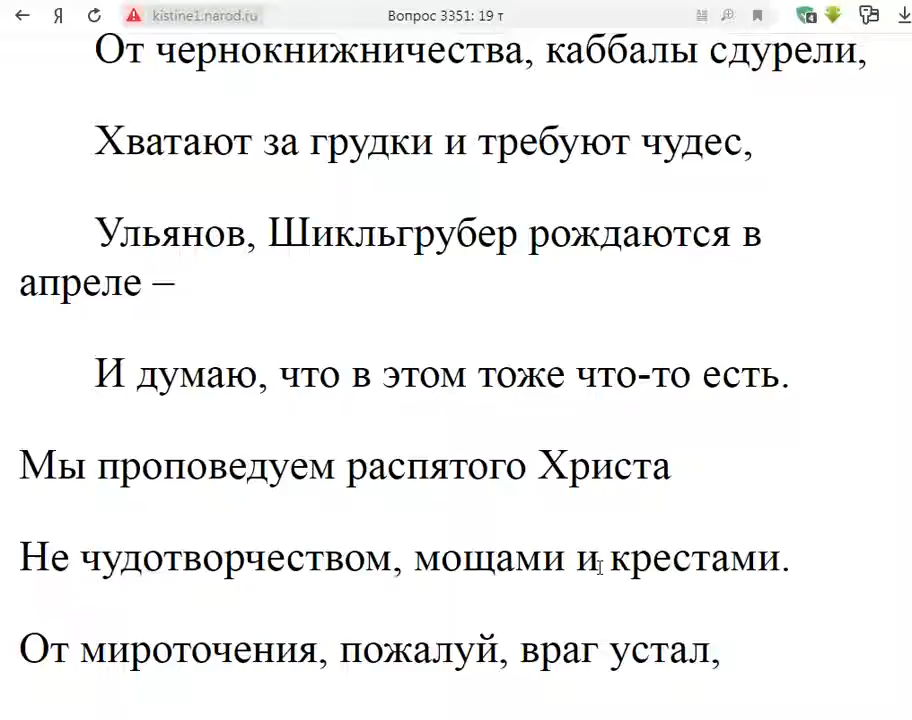 kistine1.narod.ru
Вопрос 3351: 19 т
От чернокнижничества, каббалы сдурели,
Хватают за грудки и требуют чудес,
Ульянов, Шикльгрубер рождаются в
апреле –
И думаю, что в этом тоже что-то есть.
Мы проповедуем распятого Христа
Не чудотворчеством, мощами и крестами.
От мироточения, пожалуй, враг устал,